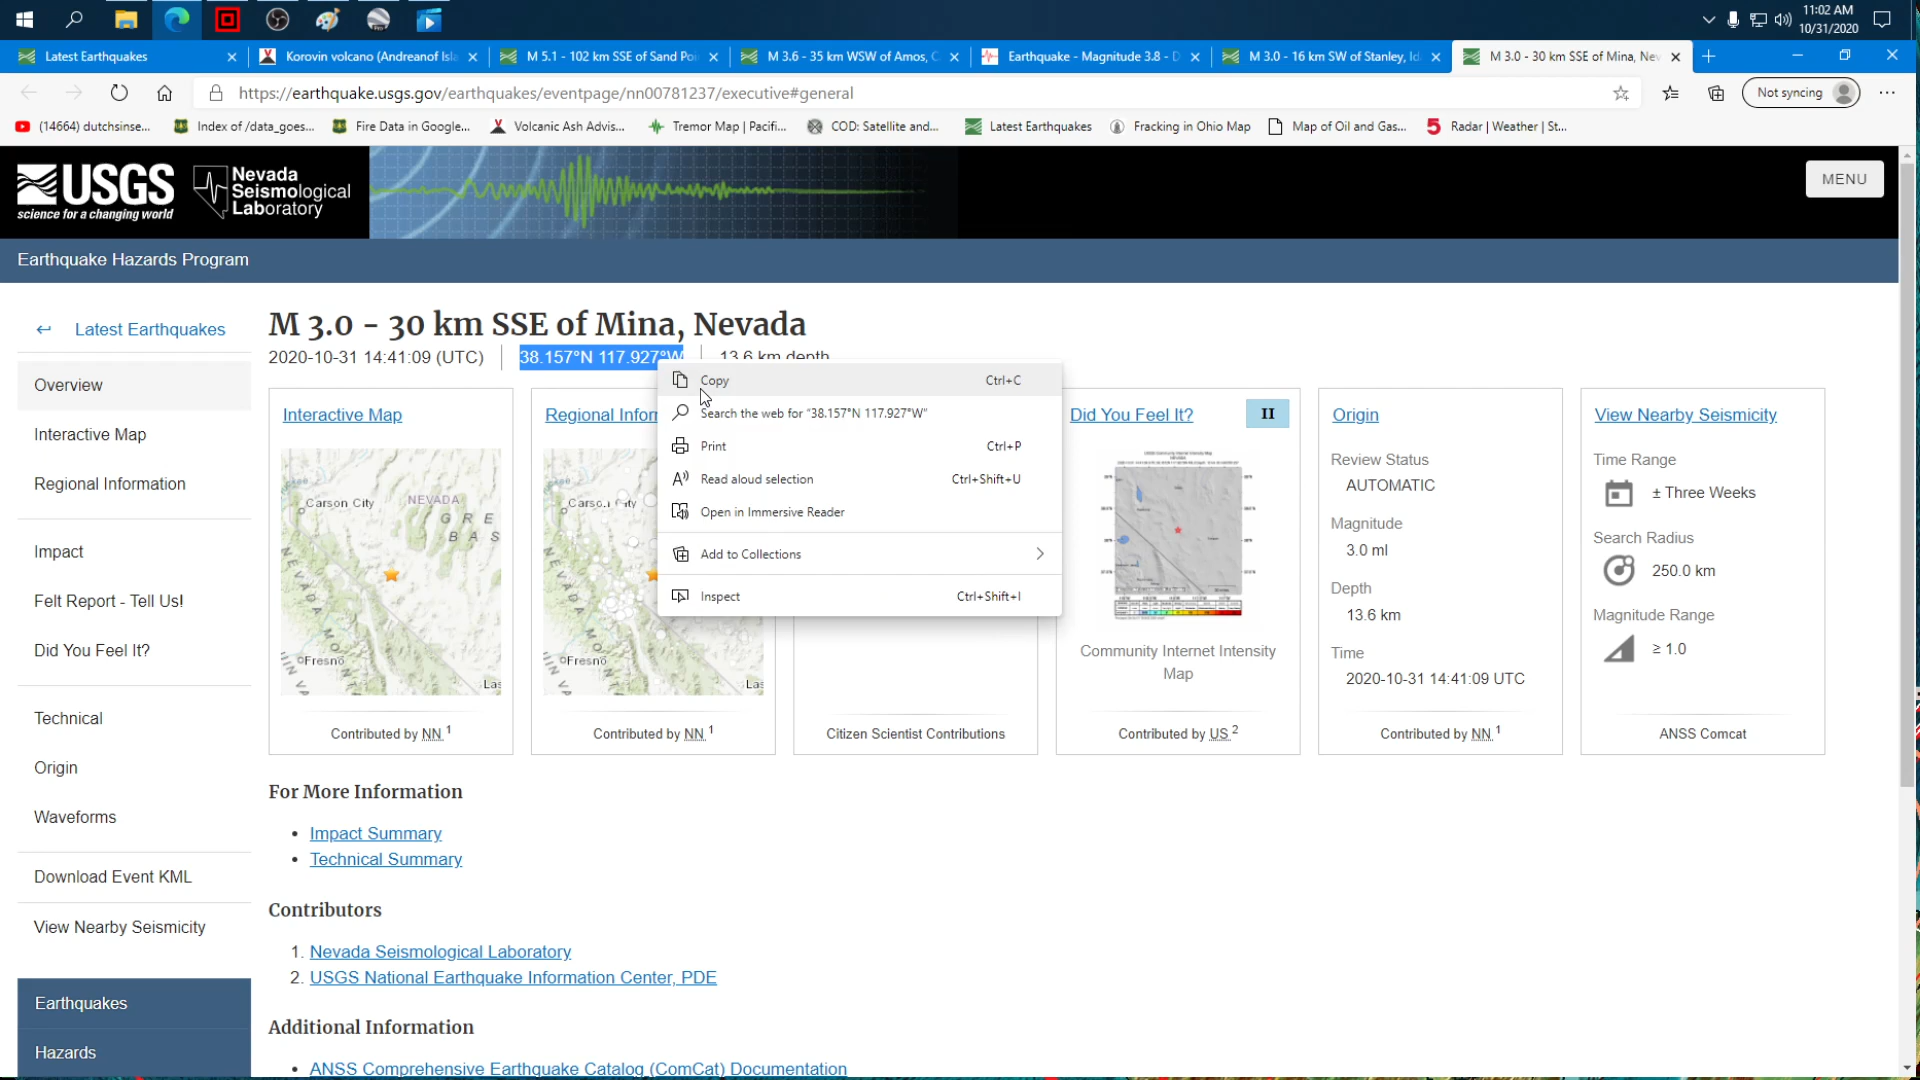 11:02 AM
10/31/2020
Latest Earthquakes
Korovin volcano (Andreanof Isla
M 5.1 - 102 km SSE of Sand Poi
M 3.6 - 35 km WSW of Amos, C
Earthquake - Magnitude 3.8 - D
M 3.0 - 16 km SW of Stanley, Id
M 3.0 - 30 km SSE of Mina, Nev
https://earthquake.usgs.gov/earthquakes/eventpage/nn00781237/executive#general
Not syncing
(14664) dutchsinse...
Index of /data_goes...
Fire Data in Google...
Volcanic Ash Advis...
Tremor Map | Pacifi...
COD: Satellite and...
Latest Earthquakes
Fracking in Ohio Map
Map of Oil and Gas...
Radar | Weather | St...
USGS
science for a changing world
Nevada
Seismological
Laboratory
MENU
Earthquake Hazards Program
Latest Earthquakes
M 3.0 - 30 km SSE of Mina, Nevada
2020-10-31 14:41:09 (UTC)
38.157°N 117.927°W
13.6 km depth
Overview
Interactive Map
Regional Information
Impact
Felt Report - Tell Us!
Did You Feel It?
Technical
Origin
Waveforms
Download Event KML
View Nearby Seismicity
Earthquakes
Hazards
Copy Ctrl+C
Search the web for "38.157°N 117.927°W"
Print Ctrl+P
Read aloud selection Ctrl+Shift+U
Open in Immersive Reader
Add to Collections
Inspect Ctrl+Shift+I
Interactive Map
Carson City
NEVADA
G R E
B A S
Fresno
Las
Contributed by NN 1
Regional Inform
Fresno
Las
Contributed by NN 1
Citizen Scientist Contributions
Did You Feel It?
II
Community Internet Intensity
Map
Contributed by US 2
Origin
Review Status
AUTOMATIC
Magnitude
3.0 ml
Depth
13.6 km
Time
2020-10-31 14:41:09 UTC
Contributed by NN 1
View Nearby Seismicity
Time Range
± Three Weeks
Search Radius
250.0 km
Magnitude Range
≥ 1.0
ANSS Comcat
For More Information
• Impact Summary
• Technical Summary
Contributors
1. Nevada Seismological Laboratory
2. USGS National Earthquake Information Center, PDE
Additional Information
• ANSS Comprehensive Earthquake Catalog (ComCat) Documentation